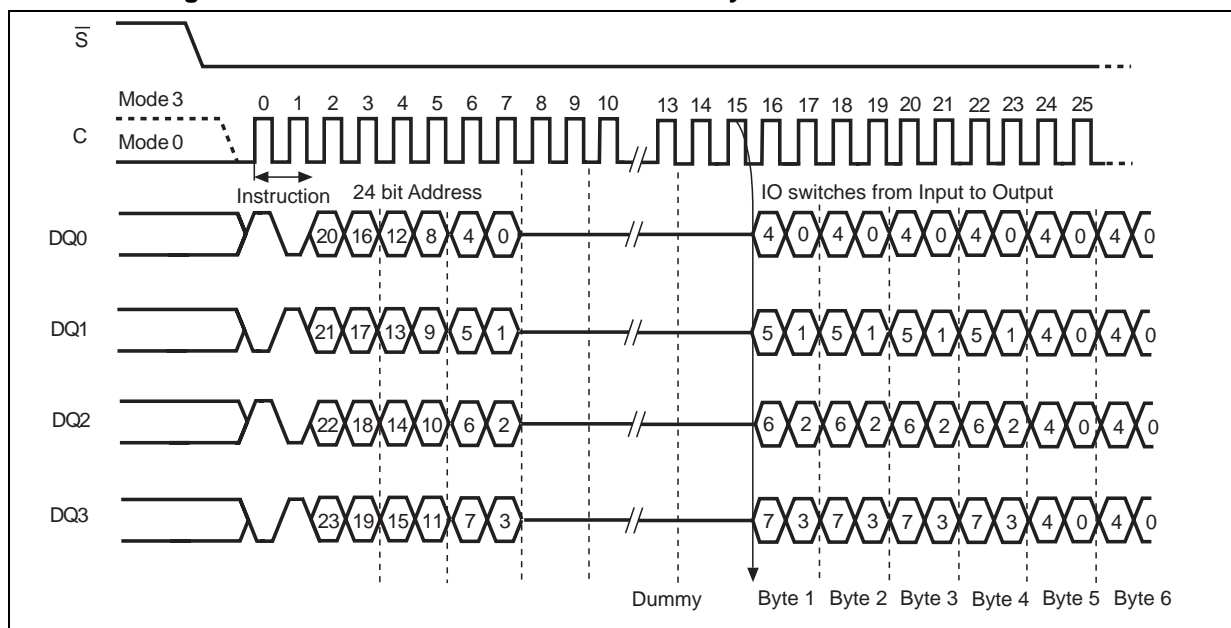 S
Mode 3
0 1 2 3 4 5 6 7 8 9 10 13 14 15 16 17 18 19 20 21 22 23 24 25
C
Mode 0
Instruction 24 bit Address IO switches from Input to Output
DQ0 20 16 12 8 4 0 4 0 4 0 4 0 4 0 4 0 4 0
DQ1 21 17 13 9 5 1 5 1 5 1 5 1 5 1 4 0 4 0
DQ2 22 18 14 10 6 2 6 2 6 2 6 2 6 2 4 0 4 0
DQ3 23 19 15 11 7 3 7 3 7 3 7 3 7 3 4 0 4 0
Dummy Byte 1 Byte 2 Byte 3 Byte 4 Byte 5 Byte 6